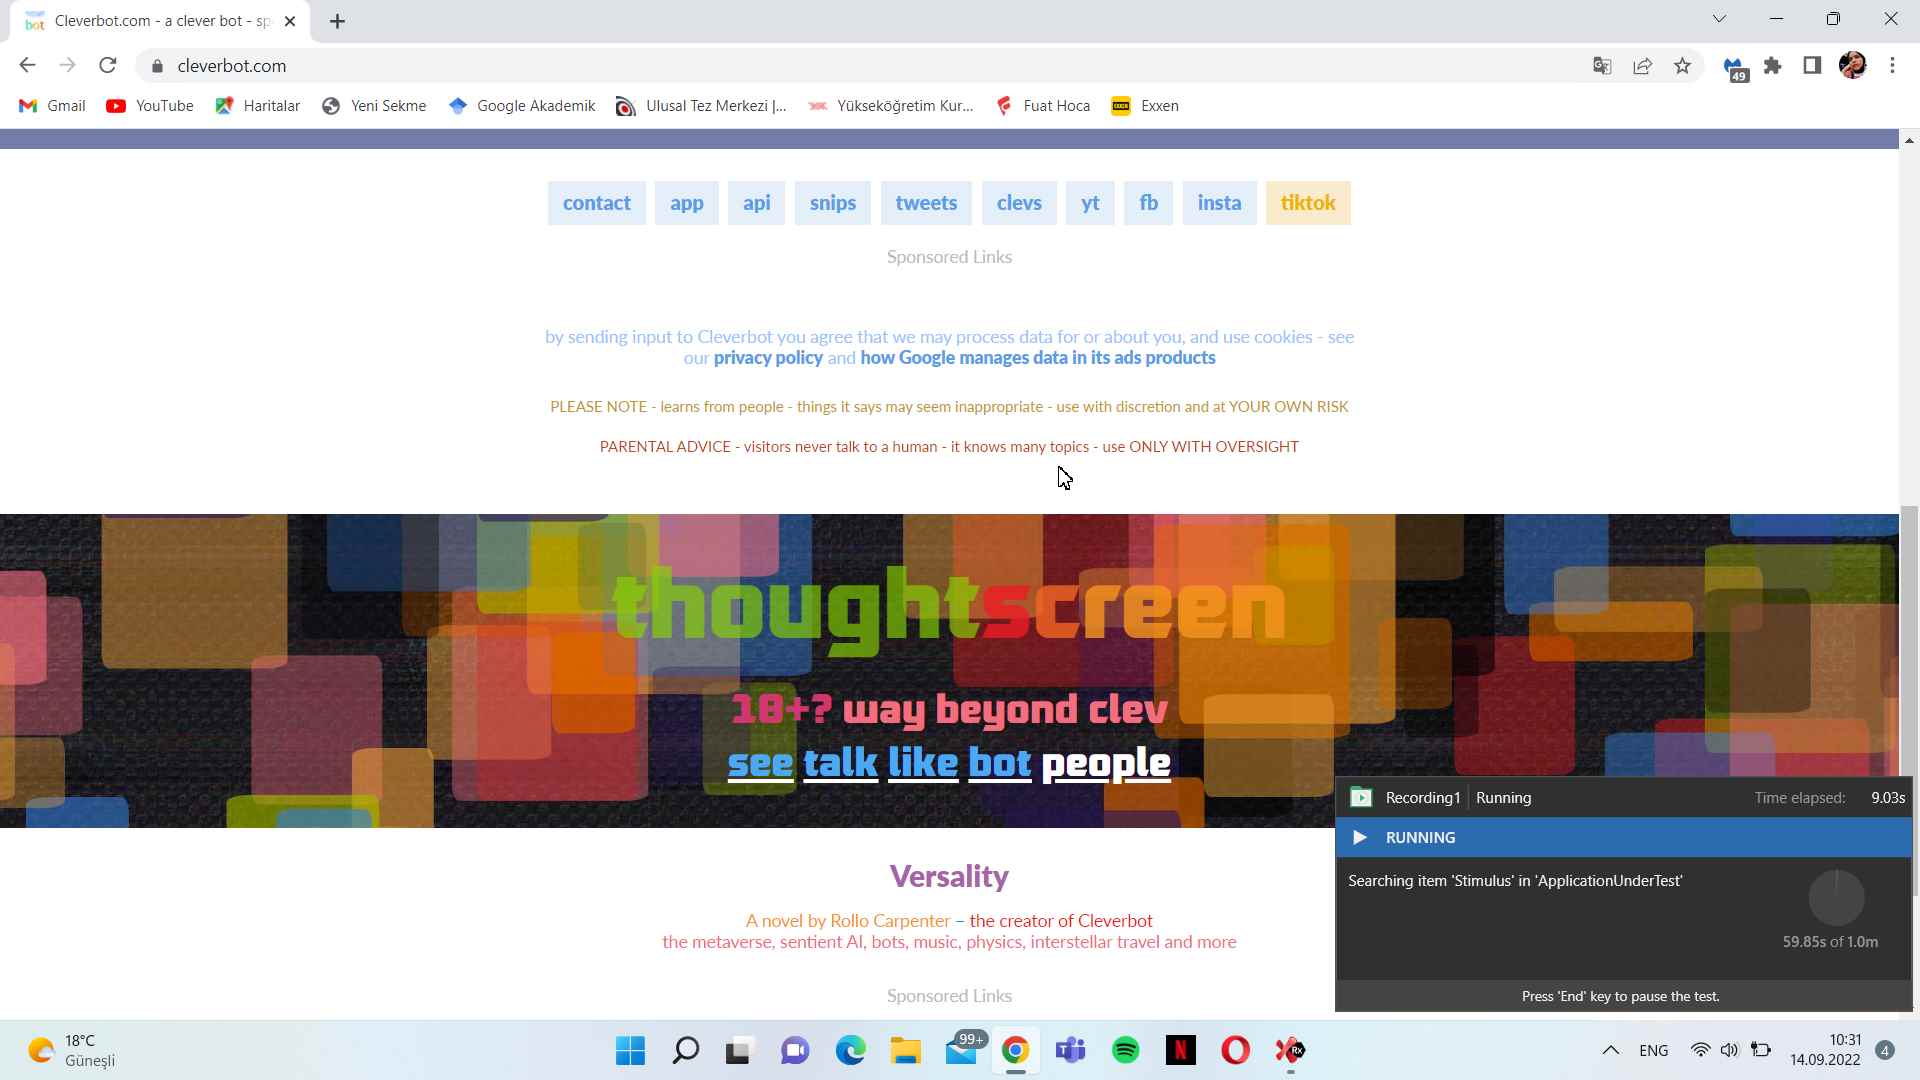 Cleverbot.com - a clever bot - sp
cleverbot.com
49
Gmail YouTube Haritalar Yeni Sekme Google Akademik Ulusal Tez Merkezi |... Yükseköğretim Kur... Fuat Hoca Exxen
contact app api snips tweets clevs yt fb insta tiktok
Sponsored Links
by sending input to Cleverbot you agree that we may process data for or about you, and use cookies - see
our privacy policy and how Google manages data in its ads products
PLEASE NOTE - learns from people - things it says may seem inappropriate - use with discretion and at YOUR OWN RISK
PARENTAL ADVICE - visitors never talk to a human - it knows many topics - use ONLY WITH OVERSIGHT
thoughtscreen
18+? way beyond clev
see talk like bot people
Versality
A novel by Rollo Carpenter – the creator of Cleverbot
the metaverse, sentient AI, bots, music, physics, interstellar travel and more
Sponsored Links
Recording1 Running Time elapsed: 9.03s
RUNNING
Searching item 'Stimulus' in 'ApplicationUnderTest'
59.85s of 1.0m
Press 'End' key to pause the test.
18°C
Güneşli
99+
ENG
10:31
14.09.2022
4